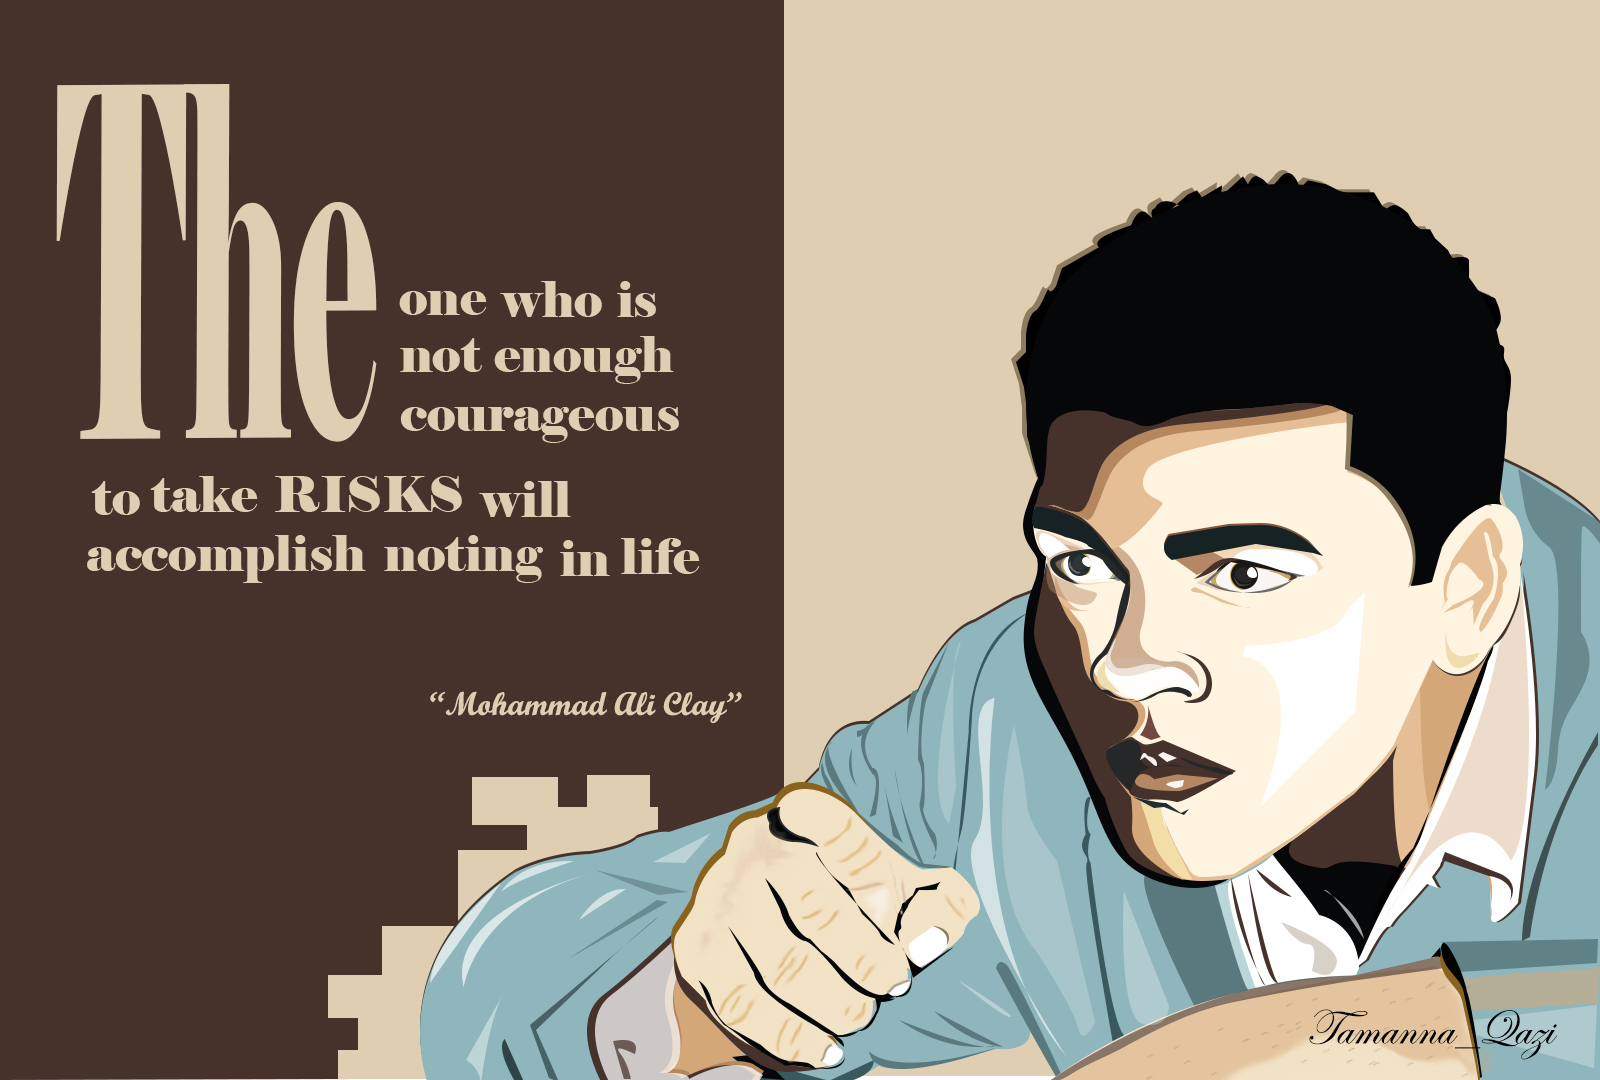 The one who is
not enough
courageous
to take RISKS will
accomplish noting in life
“Mohammad Ali Clay”
Tamanna_Qazi